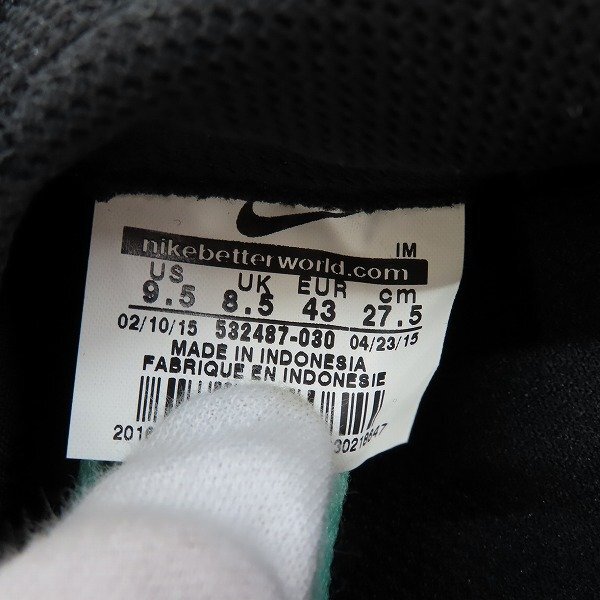 IM
nikebetterworld.com
US UK EUR cm
9.5 8.5 43 27.5
02/10/15 532487-030 04/23/15
MADE IN INDONESIA
FABRIQUE EN INDONESIE